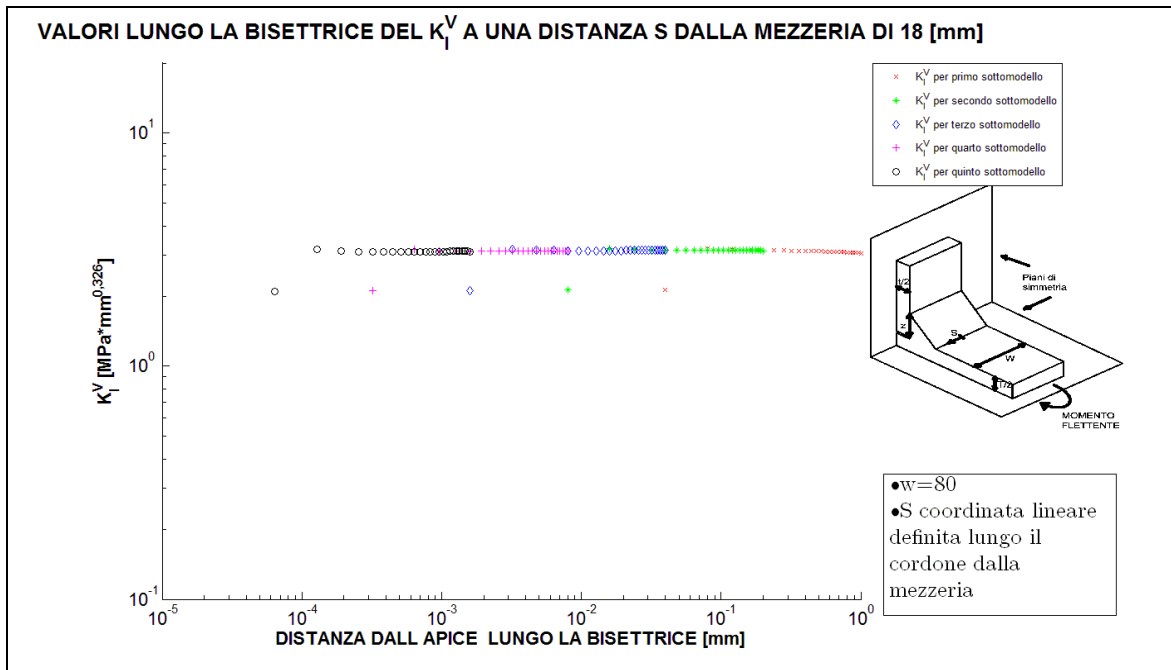 VALORI LUNGO LA BISETTRICE DEL K_I^V A UNA DISTANZA S DALLA MEZZERIA DI 18 [mm]
K_I^V per primo sottomodello
K_I^V per secondo sottomodello
K_I^V per terzo sottomodello
K_I^V per quarto sottomodello
K_I^V per quinto sottomodello
K_I^V [MPa*mm^0,326]
10^1
10^0
10^-1
10^-5
10^-4
10^-3
10^-2
10^-1
10^0
DISTANZA DALL APICE LUNGO LA BISETTRICE [mm]
t/2
z
S
W
T/2
Piani di
simmetria
MOMENTO
FLETTENTE
●w=80
●S coordinata lineare
definita lungo il
cordone dalla
mezzeria